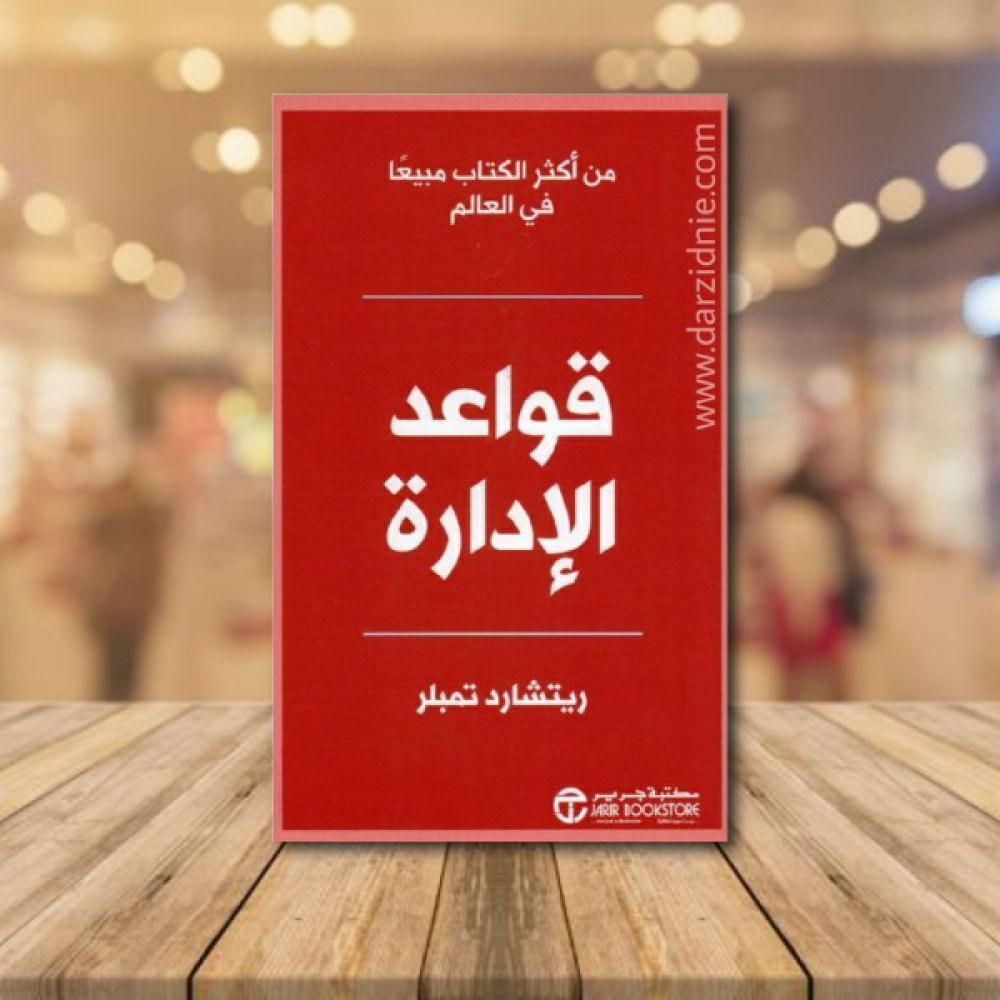 من أكثر الكتاب مبيعًا
في العالم
قواعد
الإدارة
ريتشارد تمبلر
مكتبة جرير
JARIR BOOKSTORE
www.darzidnie.com